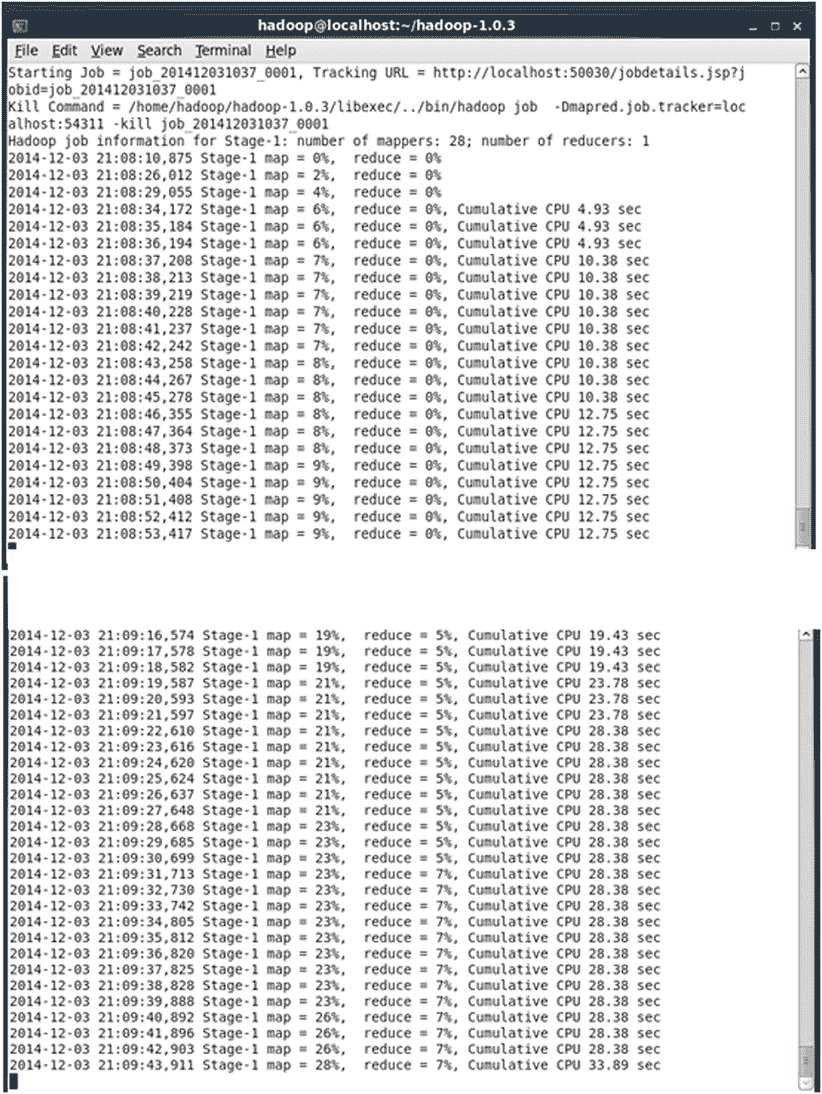 hadoop@localhost:~/hadoop-1.0.3
File Edit View Search Terminal Help
Starting Job = job_201412031037_0001, Tracking URL = http://localhost:50030/jobdetails.jsp?j
obid=job_201412031037_0001
Kill Command = /home/hadoop/hadoop-1.0.3/libexec/../bin/hadoop job  -Dmapred.job.tracker=loc
alhost:54311 -kill job_201412031037_0001
Hadoop job information for Stage-1: number of mappers: 28; number of reducers: 1
2014-12-03 21:08:10,875 Stage-1 map = 0%,  reduce = 0%
2014-12-03 21:08:26,012 Stage-1 map = 2%,  reduce = 0%
2014-12-03 21:08:29,055 Stage-1 map = 4%,  reduce = 0%
2014-12-03 21:08:34,172 Stage-1 map = 6%,  reduce = 0%, Cumulative CPU 4.93 sec
2014-12-03 21:08:35,184 Stage-1 map = 6%,  reduce = 0%, Cumulative CPU 4.93 sec
2014-12-03 21:08:36,194 Stage-1 map = 6%,  reduce = 0%, Cumulative CPU 4.93 sec
2014-12-03 21:08:37,208 Stage-1 map = 7%,  reduce = 0%, Cumulative CPU 10.38 sec
2014-12-03 21:08:38,213 Stage-1 map = 7%,  reduce = 0%, Cumulative CPU 10.38 sec
2014-12-03 21:08:39,219 Stage-1 map = 7%,  reduce = 0%, Cumulative CPU 10.38 sec
2014-12-03 21:08:40,228 Stage-1 map = 7%,  reduce = 0%, Cumulative CPU 10.38 sec
2014-12-03 21:08:41,237 Stage-1 map = 7%,  reduce = 0%, Cumulative CPU 10.38 sec
2014-12-03 21:08:42,242 Stage-1 map = 7%,  reduce = 0%, Cumulative CPU 10.38 sec
2014-12-03 21:08:43,258 Stage-1 map = 8%,  reduce = 0%, Cumulative CPU 10.38 sec
2014-12-03 21:08:44,267 Stage-1 map = 8%,  reduce = 0%, Cumulative CPU 10.38 sec
2014-12-03 21:08:45,278 Stage-1 map = 8%,  reduce = 0%, Cumulative CPU 10.38 sec
2014-12-03 21:08:46,355 Stage-1 map = 8%,  reduce = 0%, Cumulative CPU 12.75 sec
2014-12-03 21:08:47,364 Stage-1 map = 8%,  reduce = 0%, Cumulative CPU 12.75 sec
2014-12-03 21:08:48,373 Stage-1 map = 8%,  reduce = 0%, Cumulative CPU 12.75 sec
2014-12-03 21:08:49,398 Stage-1 map = 9%,  reduce = 0%, Cumulative CPU 12.75 sec
2014-12-03 21:08:50,404 Stage-1 map = 9%,  reduce = 0%, Cumulative CPU 12.75 sec
2014-12-03 21:08:51,408 Stage-1 map = 9%,  reduce = 0%, Cumulative CPU 12.75 sec
2014-12-03 21:08:52,412 Stage-1 map = 9%,  reduce = 0%, Cumulative CPU 12.75 sec
2014-12-03 21:08:53,417 Stage-1 map = 9%,  reduce = 0%, Cumulative CPU 12.75 sec
2014-12-03 21:09:16,574 Stage-1 map = 19%,  reduce = 5%, Cumulative CPU 19.43 sec
2014-12-03 21:09:17,578 Stage-1 map = 19%,  reduce = 5%, Cumulative CPU 19.43 sec
2014-12-03 21:09:18,582 Stage-1 map = 19%,  reduce = 5%, Cumulative CPU 19.43 sec
2014-12-03 21:09:19,587 Stage-1 map = 21%,  reduce = 5%, Cumulative CPU 23.78 sec
2014-12-03 21:09:20,593 Stage-1 map = 21%,  reduce = 5%, Cumulative CPU 23.78 sec
2014-12-03 21:09:21,597 Stage-1 map = 21%,  reduce = 5%, Cumulative CPU 23.78 sec
2014-12-03 21:09:22,610 Stage-1 map = 21%,  reduce = 5%, Cumulative CPU 28.38 sec
2014-12-03 21:09:23,616 Stage-1 map = 21%,  reduce = 5%, Cumulative CPU 28.38 sec
2014-12-03 21:09:24,620 Stage-1 map = 21%,  reduce = 5%, Cumulative CPU 28.38 sec
2014-12-03 21:09:25,624 Stage-1 map = 21%,  reduce = 5%, Cumulative CPU 28.38 sec
2014-12-03 21:09:26,637 Stage-1 map = 21%,  reduce = 5%, Cumulative CPU 28.38 sec
2014-12-03 21:09:27,648 Stage-1 map = 21%,  reduce = 5%, Cumulative CPU 28.38 sec
2014-12-03 21:09:28,668 Stage-1 map = 23%,  reduce = 5%, Cumulative CPU 28.38 sec
2014-12-03 21:09:29,685 Stage-1 map = 23%,  reduce = 5%, Cumulative CPU 28.38 sec
2014-12-03 21:09:30,699 Stage-1 map = 23%,  reduce = 5%, Cumulative CPU 28.38 sec
2014-12-03 21:09:31,713 Stage-1 map = 23%,  reduce = 7%, Cumulative CPU 28.38 sec
2014-12-03 21:09:32,730 Stage-1 map = 23%,  reduce = 7%, Cumulative CPU 28.38 sec
2014-12-03 21:09:33,742 Stage-1 map = 23%,  reduce = 7%, Cumulative CPU 28.38 sec
2014-12-03 21:09:34,805 Stage-1 map = 23%,  reduce = 7%, Cumulative CPU 28.38 sec
2014-12-03 21:09:35,812 Stage-1 map = 23%,  reduce = 7%, Cumulative CPU 28.38 sec
2014-12-03 21:09:36,820 Stage-1 map = 23%,  reduce = 7%, Cumulative CPU 28.38 sec
2014-12-03 21:09:37,825 Stage-1 map = 23%,  reduce = 7%, Cumulative CPU 28.38 sec
2014-12-03 21:09:38,828 Stage-1 map = 23%,  reduce = 7%, Cumulative CPU 28.38 sec
2014-12-03 21:09:39,888 Stage-1 map = 23%,  reduce = 7%, Cumulative CPU 28.38 sec
2014-12-03 21:09:40,892 Stage-1 map = 26%,  reduce = 7%, Cumulative CPU 28.38 sec
2014-12-03 21:09:41,896 Stage-1 map = 26%,  reduce = 7%, Cumulative CPU 28.38 sec
2014-12-03 21:09:42,903 Stage-1 map = 26%,  reduce = 7%, Cumulative CPU 28.38 sec
2014-12-03 21:09:43,911 Stage-1 map = 28%,  reduce = 7%, Cumulative CPU 33.89 sec